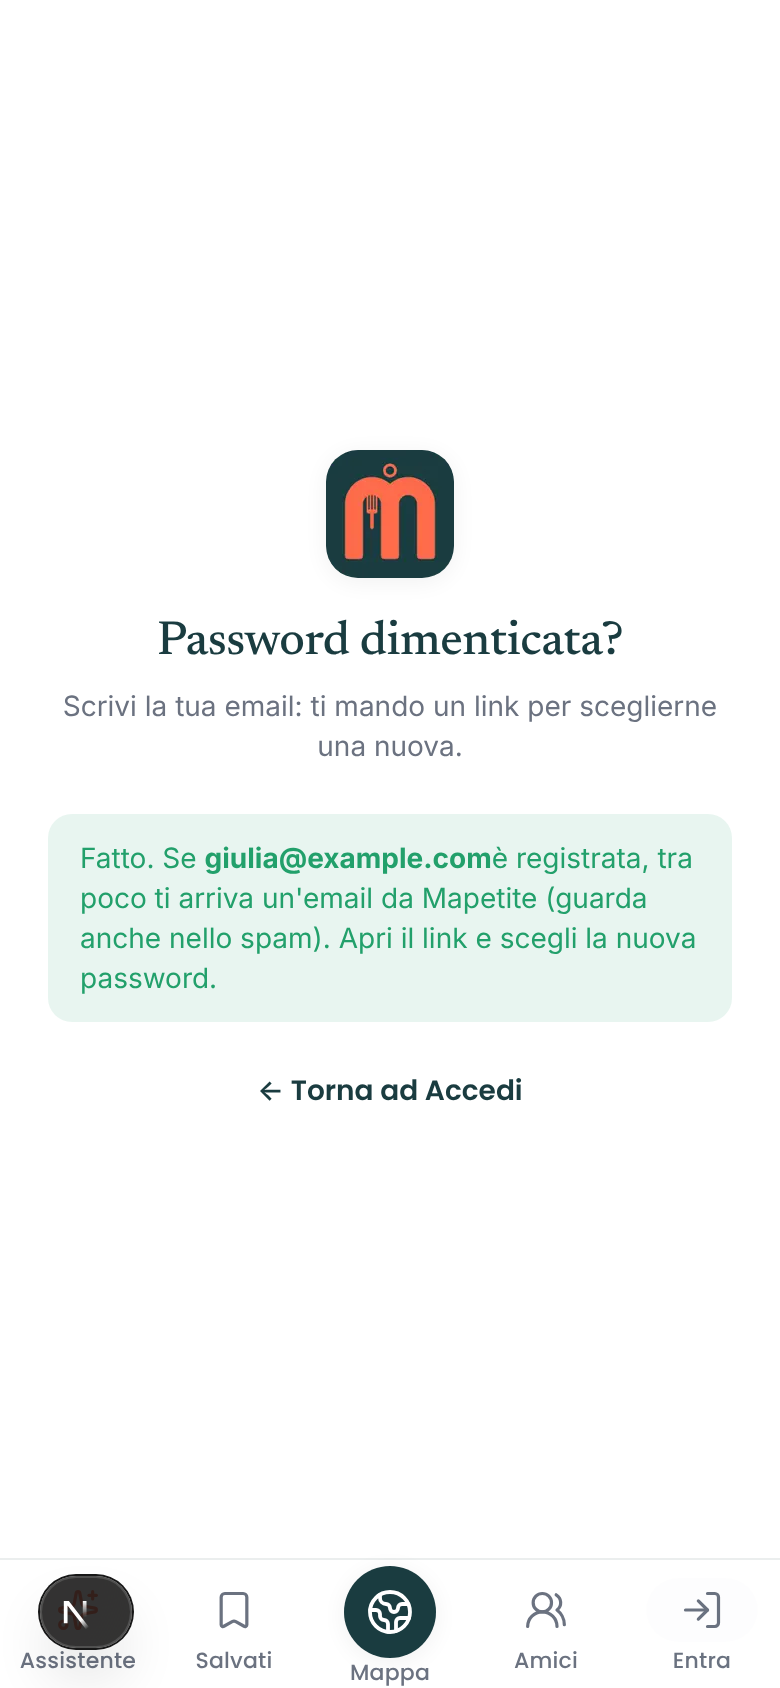 Password dimenticata?
Scrivi la tua email: ti mando un link per sceglierne
una nuova.
Fatto. Se giulia@example.comè registrata, tra
poco ti arriva un'email da Mapetite (guarda
anche nello spam). Apri il link e scegli la nuova
password.
← Torna ad Accedi
N
Assistente
Salvati
Mappa
Amici
Entra